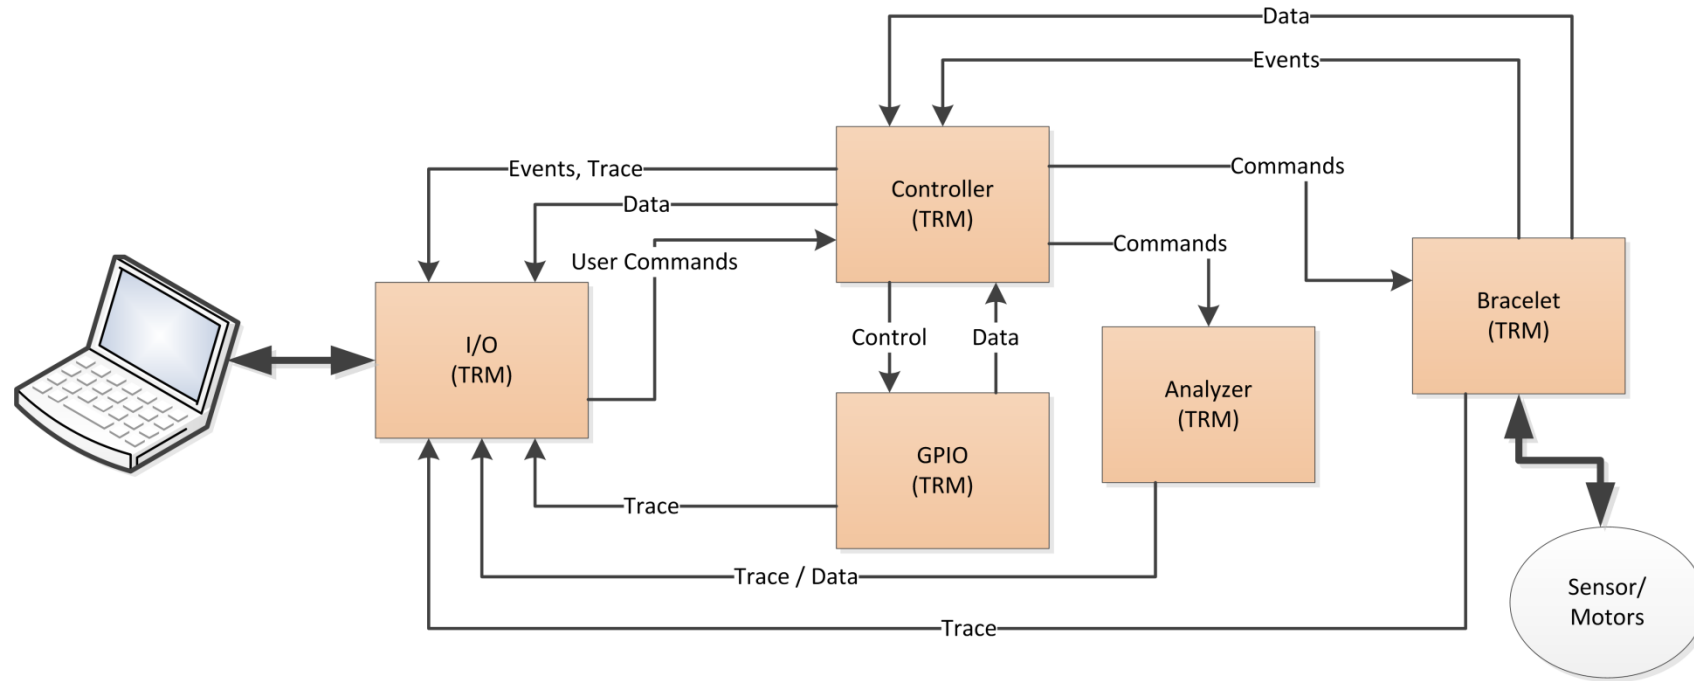 Data
Events
Events, Trace
Data
User Commands
Controller
(TRM)
Commands
Commands
I/O
(TRM)
Control
Data
Bracelet
(TRM)
Analyzer
(TRM)
GPIO
(TRM)
Trace
Trace / Data
Trace
Sensor/
Motors